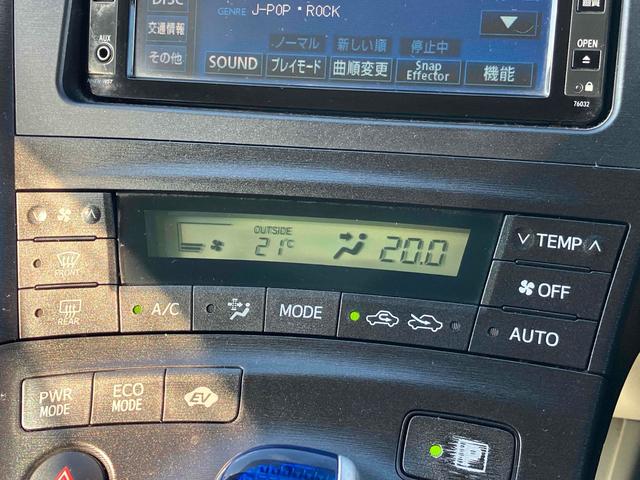 DISC
GENRE J-POP・ROCK
AUX
交通情報
その他
ノーマル 新しい順 停止中
SOUND プレイモード 曲順変更 Snap Effector 機能
OPEN
76032
OUTSIDE
21℃ 20.0
TEMP
FRONT
OFF
REAR
A/C
MODE
AUTO
PWR MODE
ECO MODE
EV
P